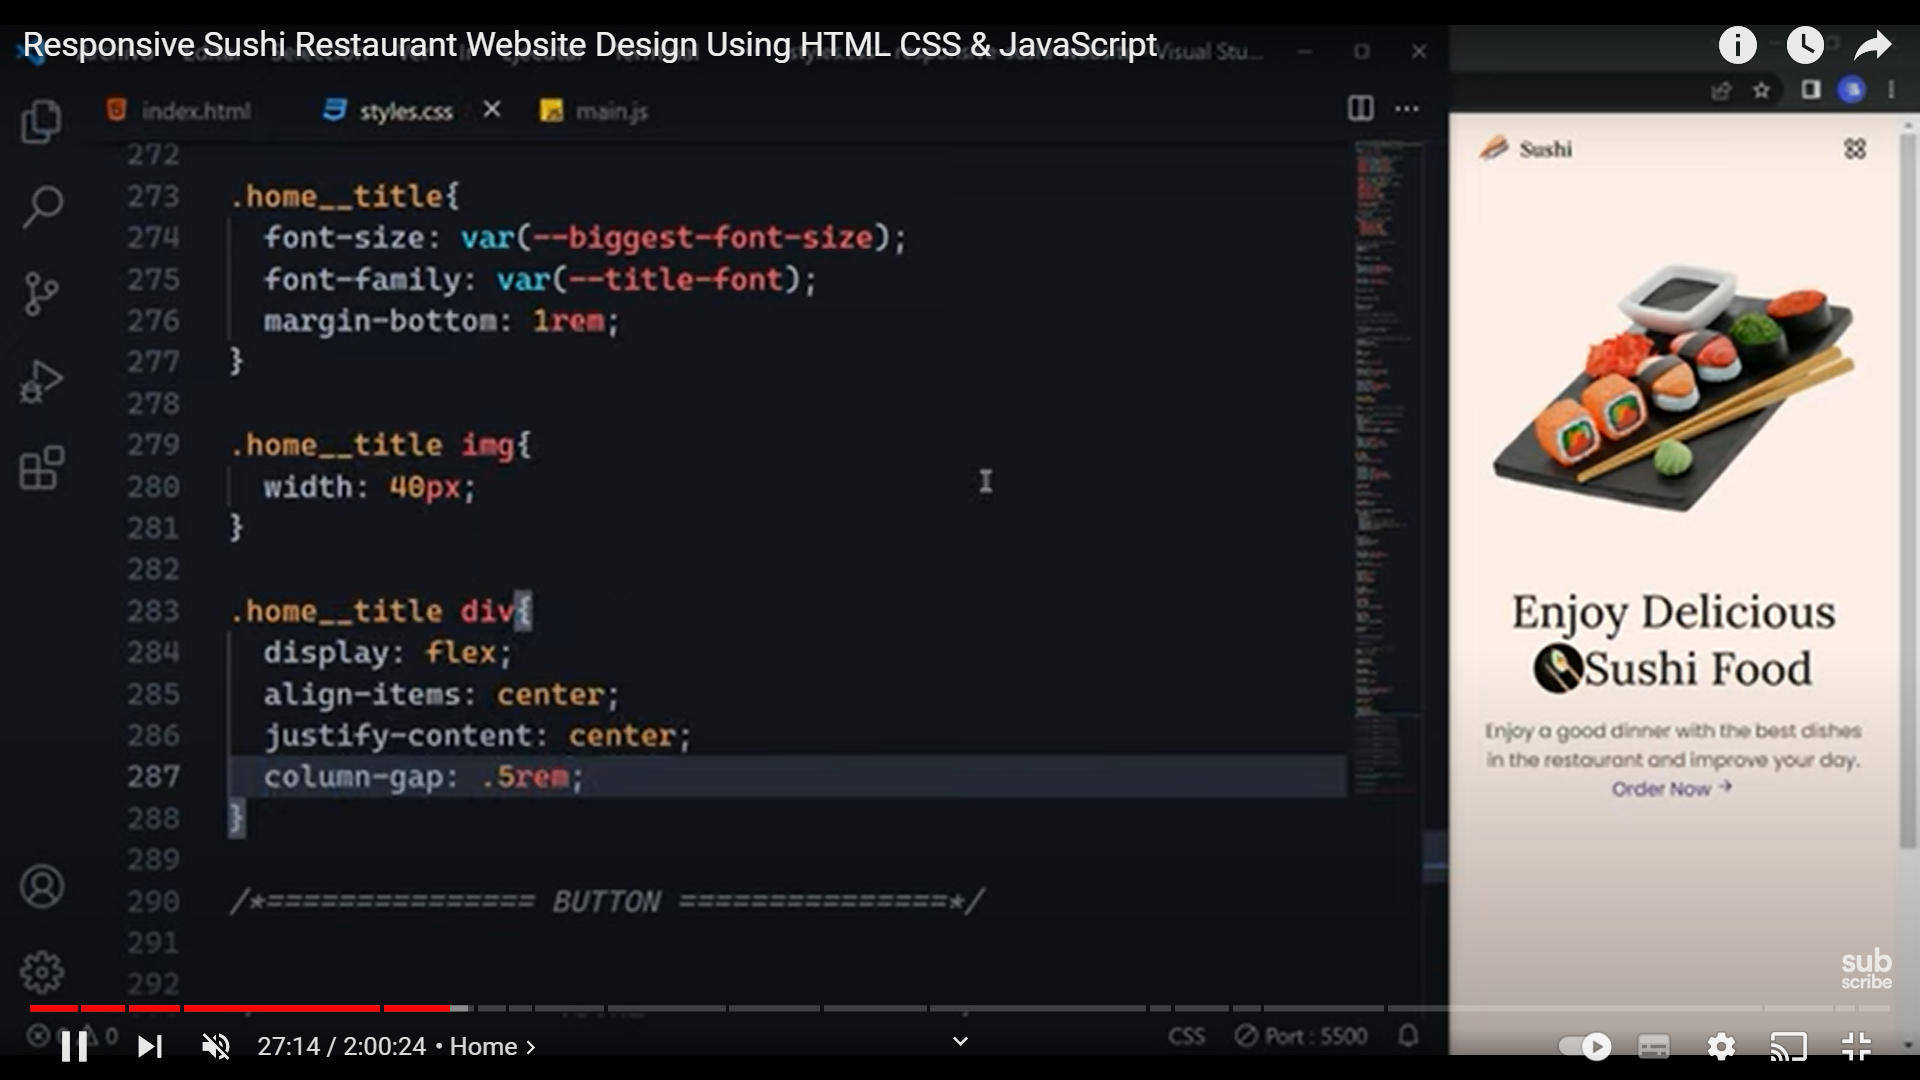 Responsive Sushi Restaurant Website Design Using HTML CSS & JavaScript
Visual Stu...
index.html
styles.css
main.js
272
273 .home__title{
274 font-size: var(--biggest-font-size);
275 font-family: var(--title-font);
276 margin-bottom: 1rem;
277 }
278
279 .home__title img{
280 width: 40px;
281 }
282
283 .home__title div{
284 display: flex;
285 align-items: center;
286 justify-content: center;
287 column-gap: .5rem;
288 }
289
290 /*=============== BUTTON ===============*/
291
292
Sushi
Enjoy Delicious
Sushi Food
Enjoy a good dinner with the best dishes
in the restaurant and improve your day.
Order Now →
sub
scribe
27:14 / 2:00:24 • Home >
CSS
Port : 5500